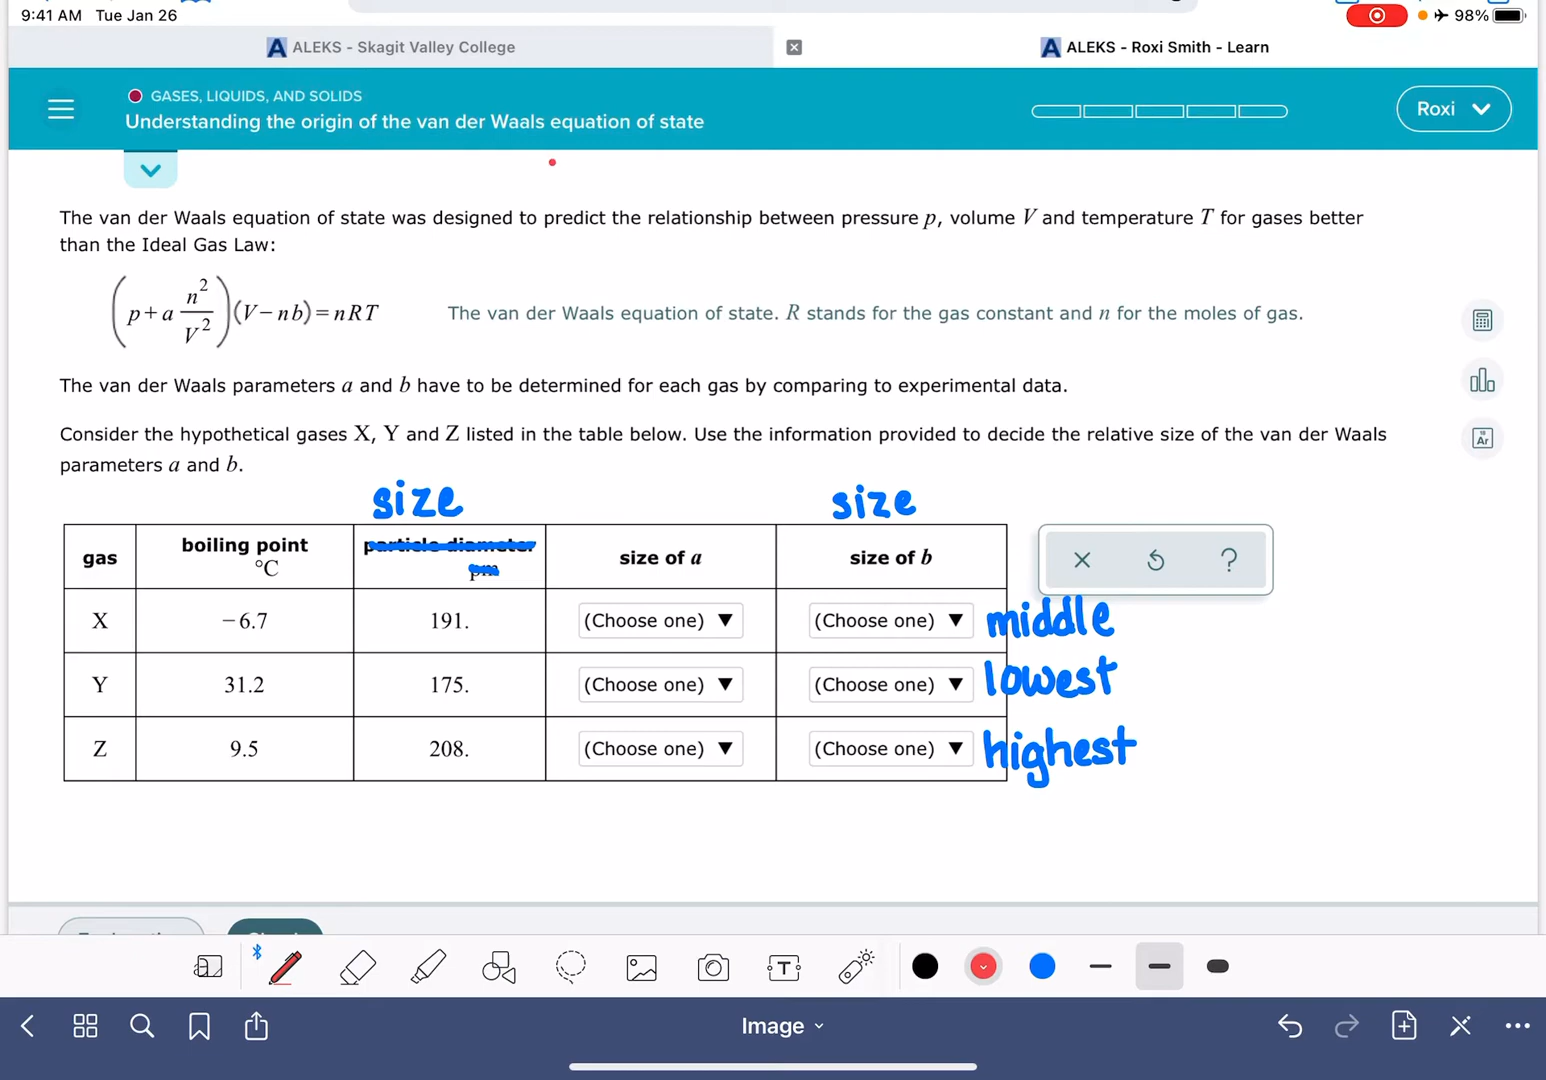 9:41 AM Tue Jan 26
98%
ALEKS - Skagit Valley College
ALEKS - Roxi Smith - Learn
GASES, LIQUIDS, AND SOLIDS
Understanding the origin of the van der Waals equation of state
Roxi
The van der Waals equation of state was designed to predict the relationship between pressure p, volume V and temperature T for gases better
than the Ideal Gas Law:
(p + a n²/V²)(V − nb) = nRT
The van der Waals equation of state. R stands for the gas constant and n for the moles of gas.
The van der Waals parameters a and b have to be determined for each gas by comparing to experimental data.
Consider the hypothetical gases X, Y and Z listed in the table below. Use the information provided to decide the relative size of the van der Waals
parameters a and b.
size size
gas boiling point °C particle diameter pm size of a size of b
X −6.7 191. (Choose one) (Choose one) middle
Y 31.2 175. (Choose one) (Choose one) lowest
Z 9.5 208. (Choose one) (Choose one) highest
?
Ar
T
Image